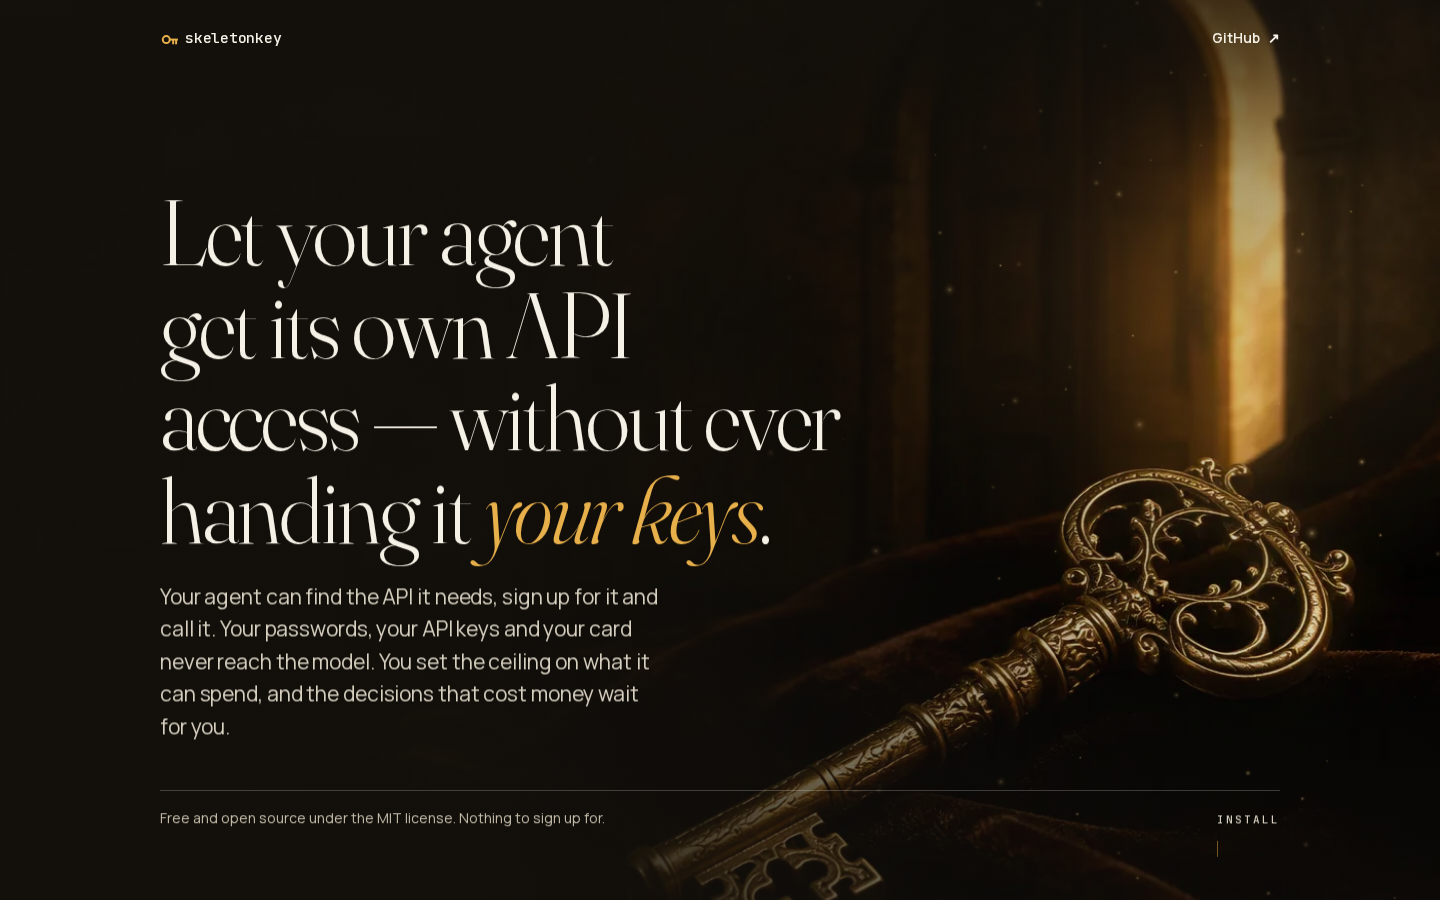 skeletonkey
GitHub ↗
Let your agent
get its own API
access — without ever
handing it your keys.
Your agent can find the API it needs, sign up for it and
call it. Your passwords, your API keys and your card
never reach the model. You set the ceiling on what it
can spend, and the decisions that cost money wait
for you.
Free and open source under the MIT license. Nothing to sign up for.
INSTALL